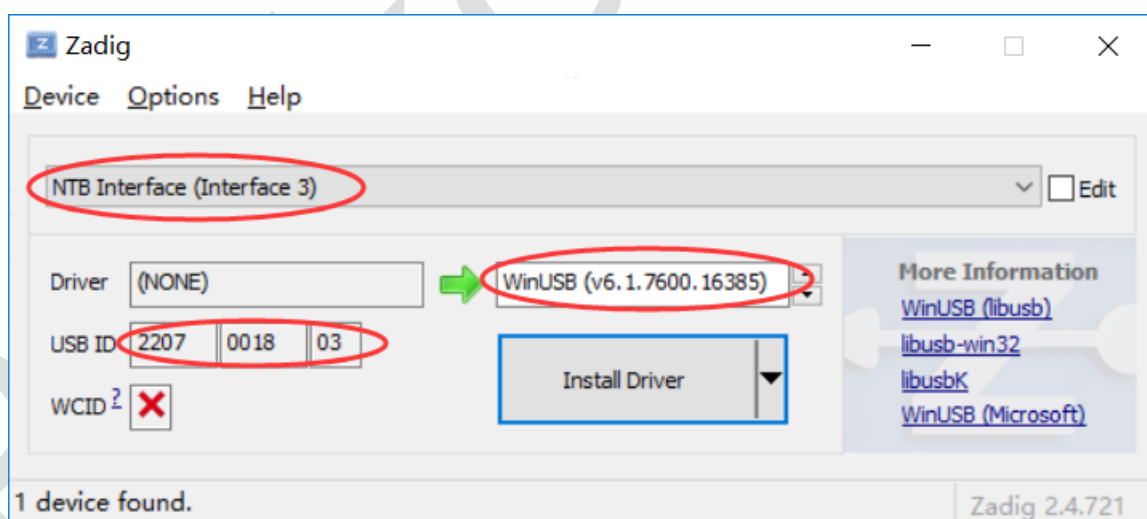 Zadig
Device Options Help
NTB Interface (Interface 3) Edit
Driver (NONE) WinUSB (v6.1.7600.16385)
USB ID 2207 0018 03
WCID ?
Install Driver
More Information
WinUSB (libusb)
libusb-win32
libusbK
WinUSB (Microsoft)
1 device found.
Zadig 2.4.721